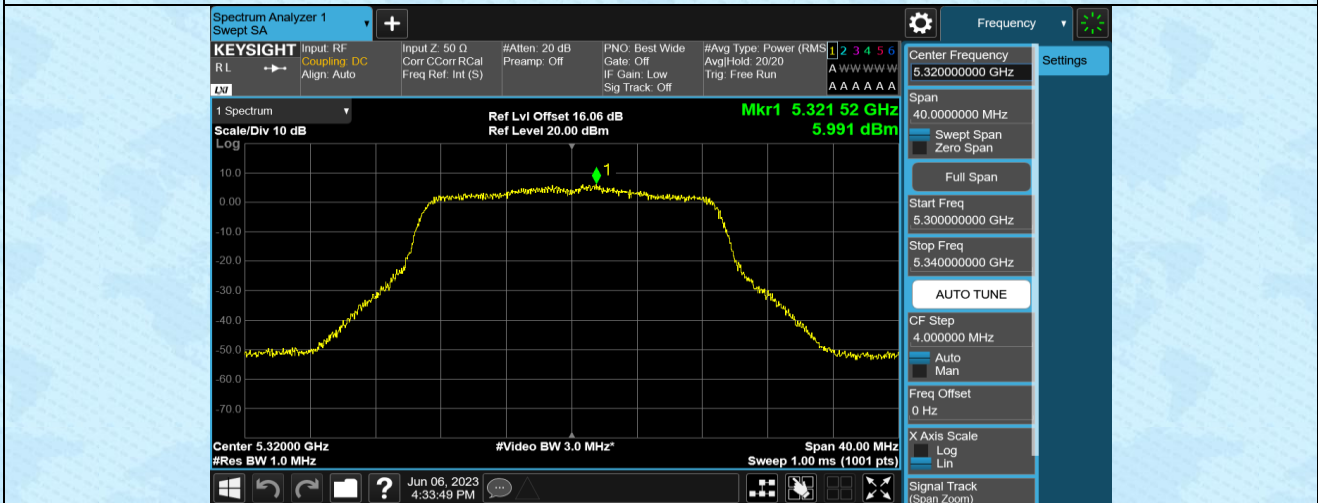 Spectrum Analyzer 1
Swept SA
+
Frequency
KEYSIGHT
RL
LXI
Input: RF
Coupling: DC
Align: Auto
Input Z: 50 Ω
Corr CCorr RCal
Freq Ref: Int (S)
#Atten: 20 dB
Preamp: Off
PNO: Best Wide
Gate: Off
IF Gain: Low
Sig Track: Off
#Avg Type: Power (RMS
Avg|Hold: 20/20
Trig: Free Run
1 2 3 4 5 6
A W W W W W
A A A A A A
1 Spectrum
Scale/Div 10 dB
Log
Ref Lvl Offset 16.06 dB
Ref Level 20.00 dBm
Mkr1 5.321 52 GHz
5.991 dBm
1
10.0
0.00
-10.0
-20.0
-30.0
-40.0
-50.0
-60.0
-70.0
Center 5.32000 GHz
#Res BW 1.0 MHz
#Video BW 3.0 MHz*
Span 40.00 MHz
Sweep 1.00 ms (1001 pts)
Center Frequency
5.320000000 GHz
Settings
Span
40.0000000 MHz
Swept Span
Zero Span
Full Span
Start Freq
5.300000000 GHz
Stop Freq
5.340000000 GHz
AUTO TUNE
CF Step
4.000000 MHz
Auto
Man
Freq Offset
0 Hz
X Axis Scale
Log
Lin
Signal Track
(Span Zoom)
?
Jun 06, 2023
4:33:49 PM